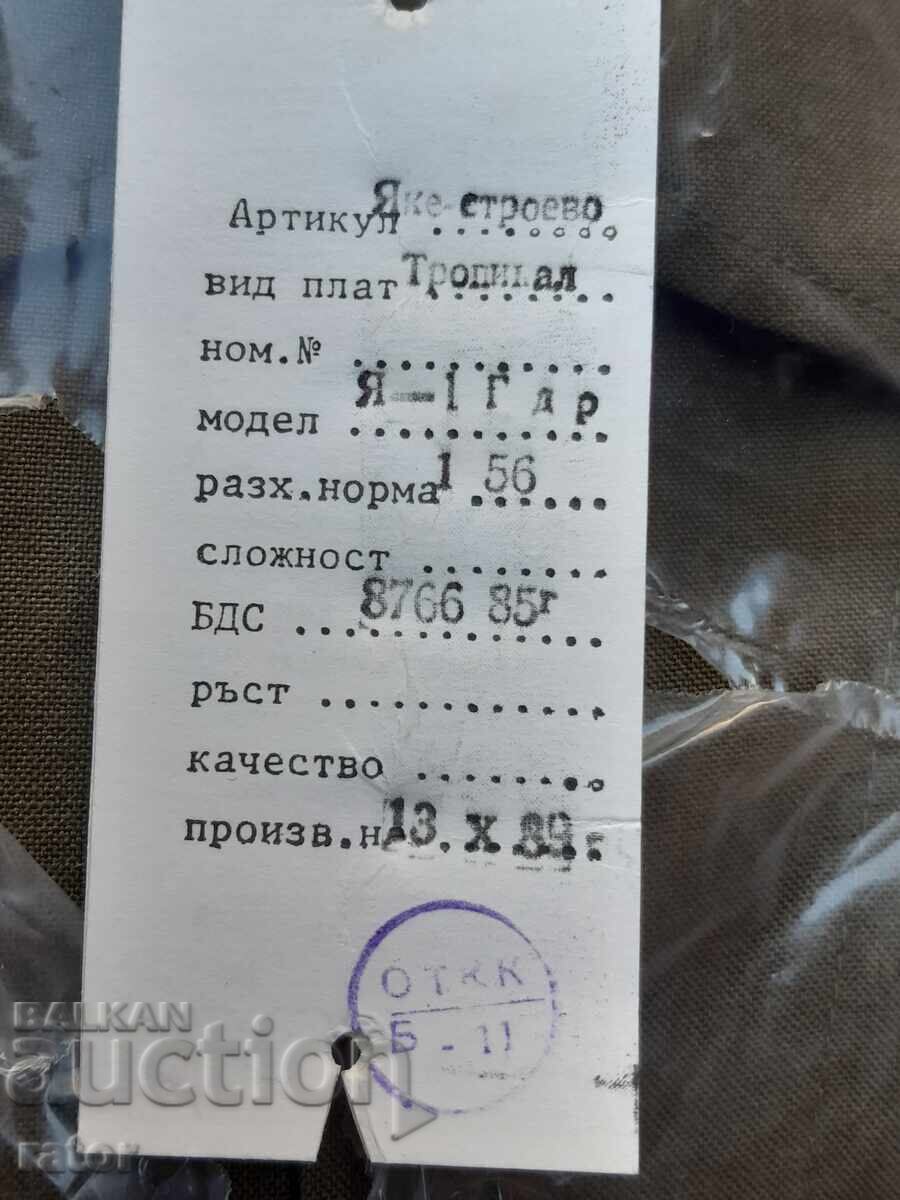 Артикул Яке-строево
вид плат Тропикал
ном.№ ............
модел Я-1 Г др
разх.норма 1 56
сложност ........
БДС 8766 85г
ръст ............
качество ........
произв.на 13.X.89г.
ОТКК
Б - 11
BALKAN
auction
rator